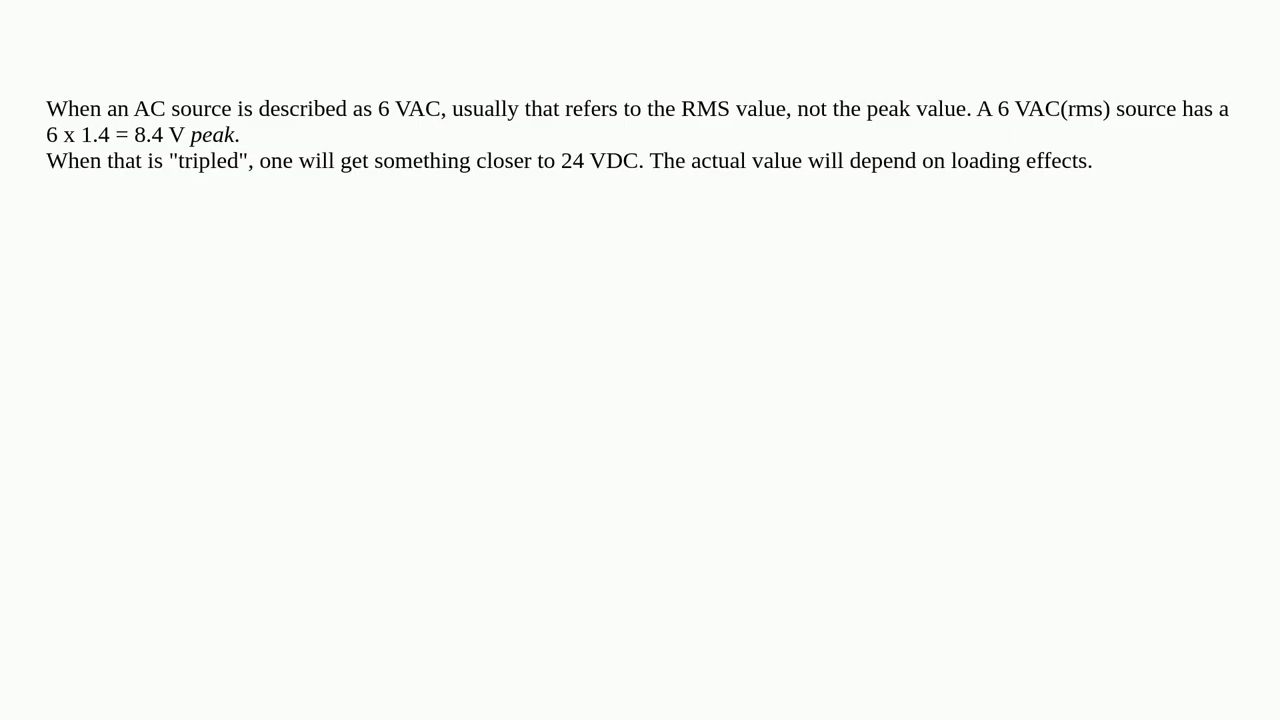 When an AC source is described as 6 VAC, usually that refers to the RMS value, not the peak value. A 6 VAC(rms) source has a
6 x 1.4 = 8.4 V peak.
When that is "tripled", one will get something closer to 24 VDC. The actual value will depend on loading effects.